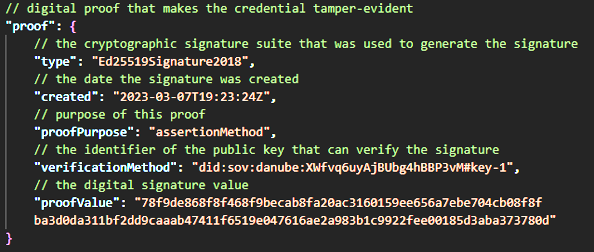 // digital proof that makes the credential tamper-evident
"proof": {
// the cryptographic signature suite that was used to generate the signature
"type": "Ed25519Signature2018",
// the date the signature was created
"created": "2023-03-07T19:23:24Z",
// purpose of this proof
"proofPurpose": "assertionMethod",
// the identifier of the public key that can verify the signature
"verificationMethod": "did:sov:danube:XWfvq6uyAjBUbg4hBBP3vM#key-1",
// the digital signature value
"proofValue": "78f9de868f8f468f9becab8fa20ac3160159ee656a7ebe704cb08f8f
ba3d0da311bf2dd9caaab47411f6519e047616ae2a983b1c9922fee00185d3aba373780d"
}